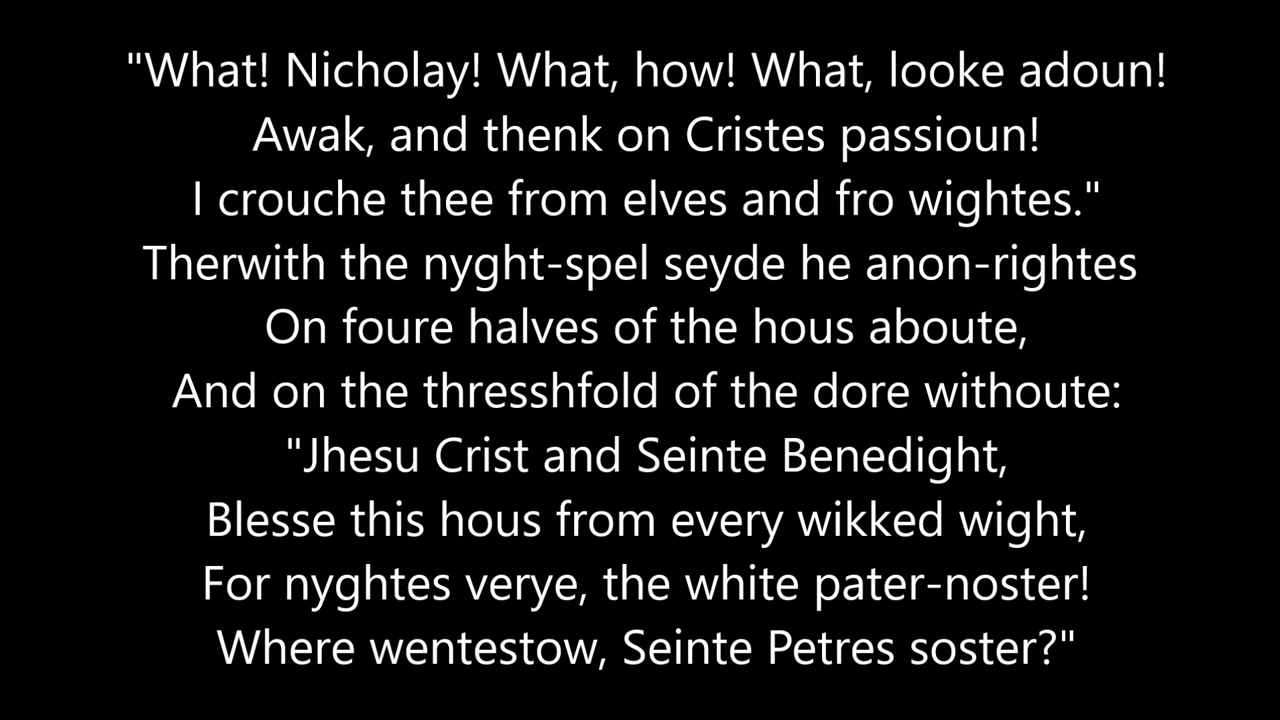 "What! Nicholay! What, how! What, looke adoun!
Awak, and thenk on Cristes passioun!
I crouche thee from elves and fro wightes."
Therwith the nyght-spel seyde he anon-rightes
On foure halves of the hous aboute,
And on the thresshfold of the dore withoute:
"Jhesu Crist and Seinte Benedight,
Blesse this hous from every wikked wight,
For nyghtes verye, the white pater-noster!
Where wentestow, Seinte Petres soster?"